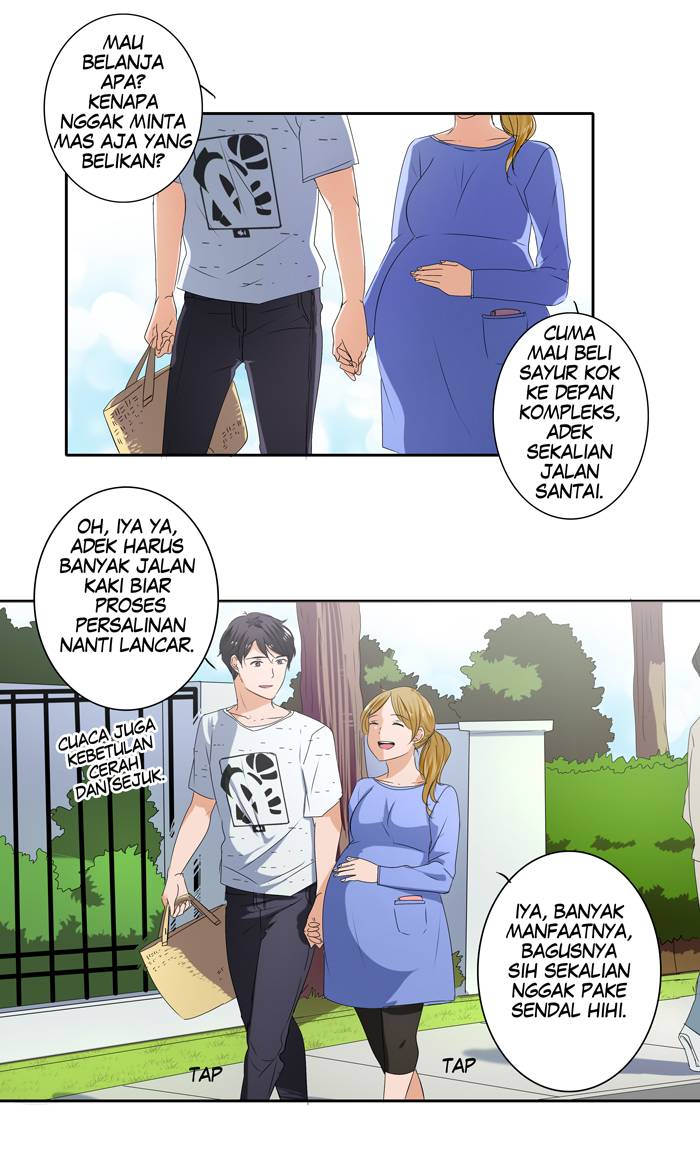 MAU
BELANJA
APA?
KENAPA
NGGAK MINTA
MAS AJA YANG
BELIKAN?
CUMA
MAU BELI
SAYUR KOK
KE DEPAN
KOMPLEKS,
ADEK
SEKALIAN
JALAN
SANTAI.
OH, IYA YA,
ADEK HARUS
BANYAK JALAN
KAKI BIAR
PROSES
PERSALINAN
NANTI LANCAR.
CUACA JUGA
KEBETULAN
CERAH
DAN SEJUK.
IYA, BANYAK
MANFAATNYA,
BAGUSNYA
SIH SEKALIAN
NGGAK PAKE
SENDAL HIHI.
TAP
TAP